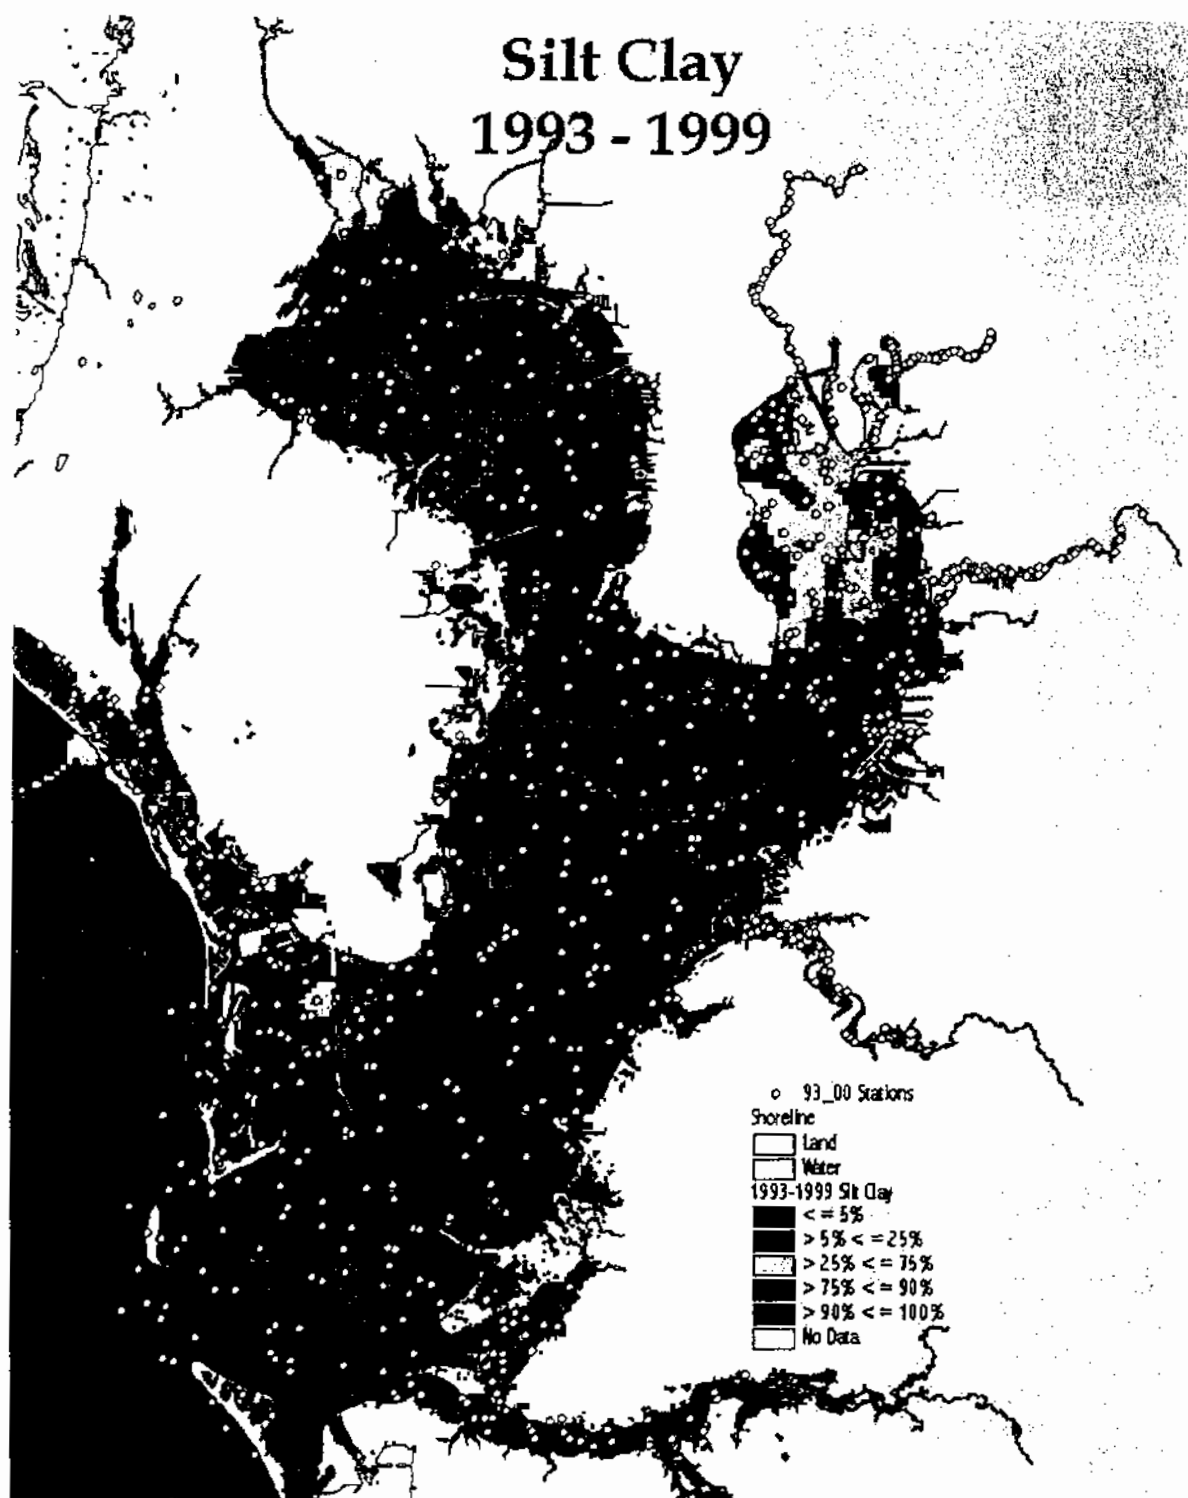 Silt Clay
1993 - 1999
93_00 Stations
Shoreline
Land
Water
1993-1999 Silt Clay
< = 5%
> 5% < = 25%
> 25% < = 75%
> 75% < = 90%
> 90% < = 100%
No Data